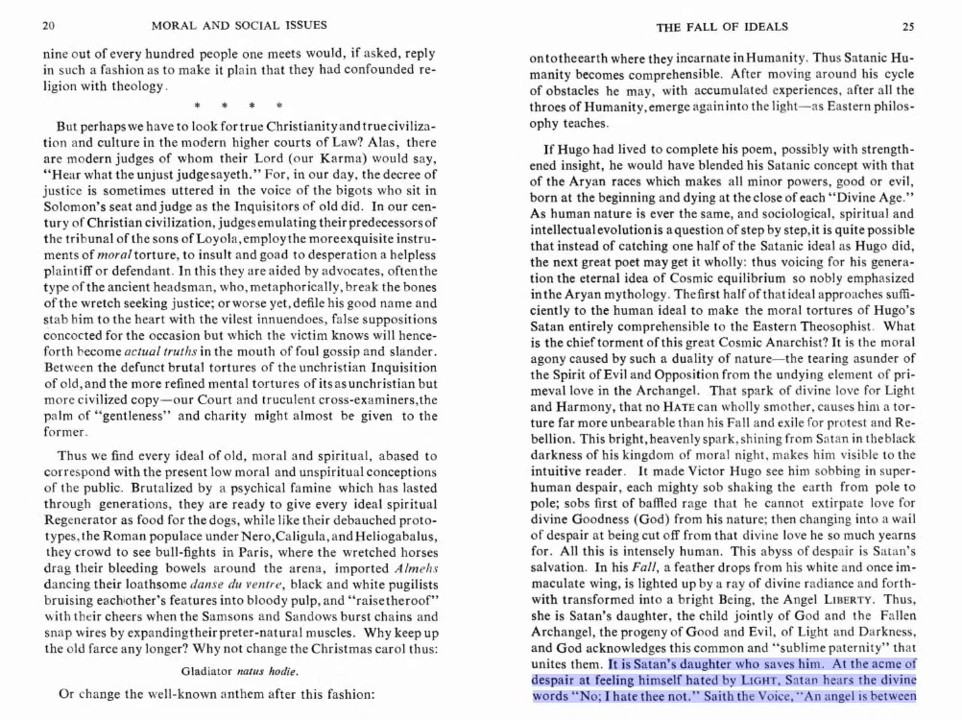 20 MORAL AND SOCIAL ISSUES
nine out of every hundred people one meets would, if asked, reply
in such a fashion as to make it plain that they had confounded re-
ligion with theology.
* * * *
But perhaps we have to look for true Christianity and true civiliza-
tion and culture in the modern higher courts of Law? Alas, there
are modern judges of whom their Lord (our Karma) would say,
“Hear what the unjust judge sayeth.” For, in our day, the decree of
justice is sometimes uttered in the voice of the bigots who sit in
Solomon's seat and judge as the Inquisitors of old did. In our cen-
tury of Christian civilization, judges emulating their predecessors of
the tribunal of the sons of Loyola, employ the more exquisite instru-
ments of moral torture, to insult and goad to desperation a helpless
plaintiff or defendant. In this they are aided by advocates, often the
type of the ancient headsman, who, metaphorically, break the bones
of the wretch seeking justice; or worse yet, defile his good name and
stab him to the heart with the vilest innuendoes, false suppositions
concocted for the occasion but which the victim knows will hence-
forth become actual truths in the mouth of foul gossip and slander.
Between the defunct brutal tortures of the unchristian Inquisition
of old, and the more refined mental tortures of its as unchristian but
more civilized copy—our Court and truculent cross-examiners, the
palm of “gentleness” and charity might almost be given to the
former.
Thus we find every ideal of old, moral and spiritual, abased to
correspond with the present low moral and unspiritual conceptions
of the public. Brutalized by a psychical famine which has lasted
through generations, they are ready to give every ideal spiritual
Regenerator as food for the dogs, while like their debauched proto-
types, the Roman populace under Nero, Caligula, and Heliogabalus,
they crowd to see bull-fights in Paris, where the wretched horses
drag their bleeding bowels around the arena, imported Almehs
dancing their loathsome danse du ventre, black and white pugilists
bruising each other's features into bloody pulp, and “raise the roof”
with their cheers when the Samsons and Sandows burst chains and
snap wires by expanding their preter-natural muscles. Why keep up
the old farce any longer? Why not change the Christmas carol thus:
Gladiator natus hodie.
Or change the well-known anthem after this fashion:
THE FALL OF IDEALS 25
on to the earth where they incarnate in Humanity. Thus Satanic Hu-
manity becomes comprehensible. After moving around his cycle
of obstacles he may, with accumulated experiences, after all the
throes of Humanity, emerge again into the light—as Eastern philos-
ophy teaches.
If Hugo had lived to complete his poem, possibly with strength-
ened insight, he would have blended his Satanic concept with that
of the Aryan races which makes all minor powers, good or evil,
born at the beginning and dying at the close of each “Divine Age.”
As human nature is ever the same, and sociological, spiritual and
intellectual evolution is a question of step by step, it is quite possible
that instead of catching one half of the Satanic ideal as Hugo did,
the next great poet may get it wholly: thus voicing for his genera-
tion the eternal idea of Cosmic equilibrium so nobly emphasized
in the Aryan mythology. The first half of that ideal approaches suffi-
ciently to the human ideal to make the moral tortures of Hugo's
Satan entirely comprehensible to the Eastern Theosophist. What
is the chief torment of this great Cosmic Anarchist? It is the moral
agony caused by such a duality of nature—the tearing asunder of
the Spirit of Evil and Opposition from the undying element of pri-
meval love in the Archangel. That spark of divine love for Light
and Harmony, that no HATE can wholly smother, causes him a tor-
ture far more unbearable than his Fall and exile for protest and Re-
bellion. This bright, heavenly spark, shining from Satan in the black
darkness of his kingdom of moral night, makes him visible to the
intuitive reader. It made Victor Hugo see him sobbing in super-
human despair, each mighty sob shaking the earth from pole to
pole; sobs first of baffled rage that he cannot extirpate love for
divine Goodness (God) from his nature; then changing into a wail
of despair at being cut off from that divine love he so much yearns
for. All this is intensely human. This abyss of despair is Satan's
salvation. In his Fall, a feather drops from his white and once im-
maculate wing, is lighted up by a ray of divine radiance and forth-
with transformed into a bright Being, the Angel LIBERTY. Thus,
she is Satan's daughter, the child jointly of God and the Fallen
Archangel, the progeny of Good and Evil, of Light and Darkness,
and God acknowledges this common and “sublime paternity” that
unites them. It is Satan's daughter who saves him. At the acme of
despair at feeling himself hated by LIGHT, Satan hears the divine
words “No; I hate thee not.” Saith the Voice, “An angel is between